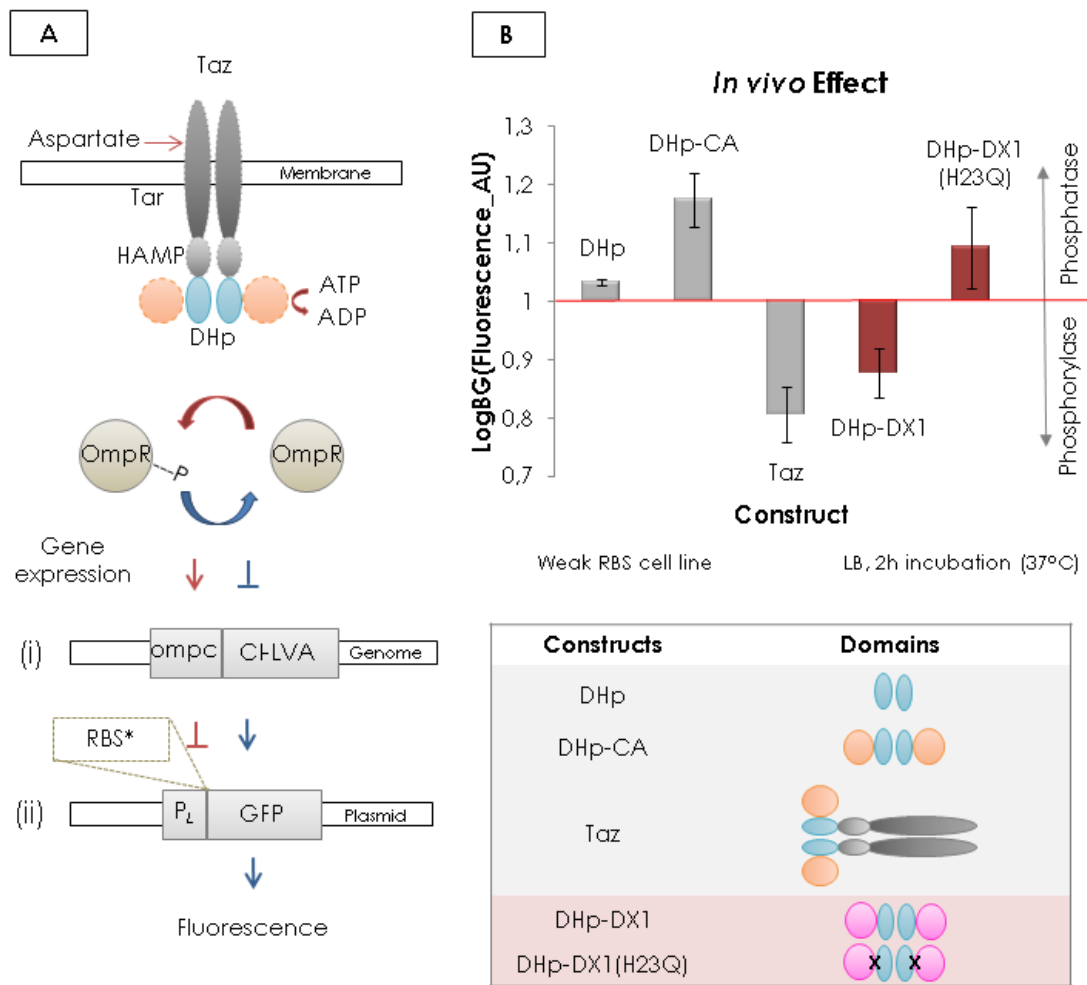 A
Taz
Aspartate
Membrane
Tar
HAMP
ATP
ADP
DHp
OmpR
P
OmpR
Gene
expression
(i)
ompc
CI-LVA
Genome
RBS*
(ii)
PL
GFP
Plasmid
Fluorescence
B
In vivo Effect
LogBG(Fluorescence_AU)
1,3
1,2
1,1
1
0,9
0,8
0,7
DHp
DHp-CA
Taz
DHp-DX1
DHp-DX1
(H23Q)
Phosphatase
Phosphorylase
Construct
Weak RBS cell line
LB, 2h incubation (37ºC)
Constructs Domains
DHp
DHp-CA
Taz
DHp-DX1
DHp-DX1(H23Q)
X X